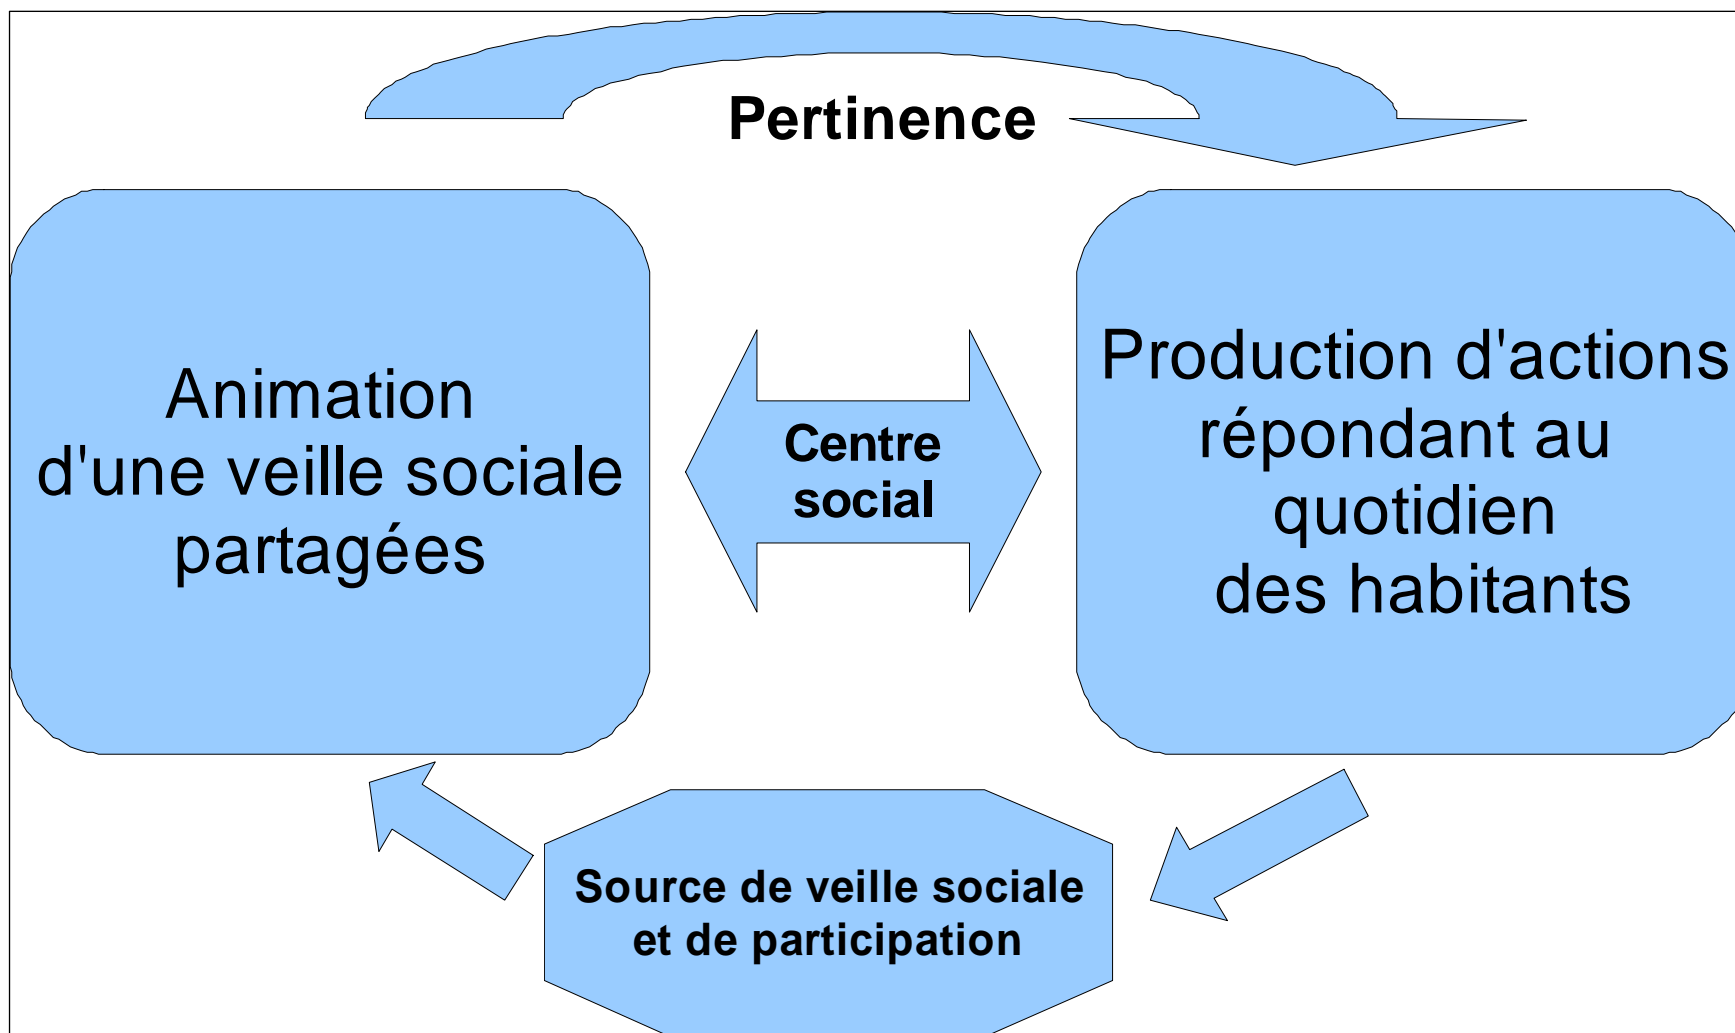 Pertinence
Animation
d'une veille sociale
partagées
Centre
social
Production d'actions
répondant au
quotidien
des habitants
Source de veille sociale
et de participation